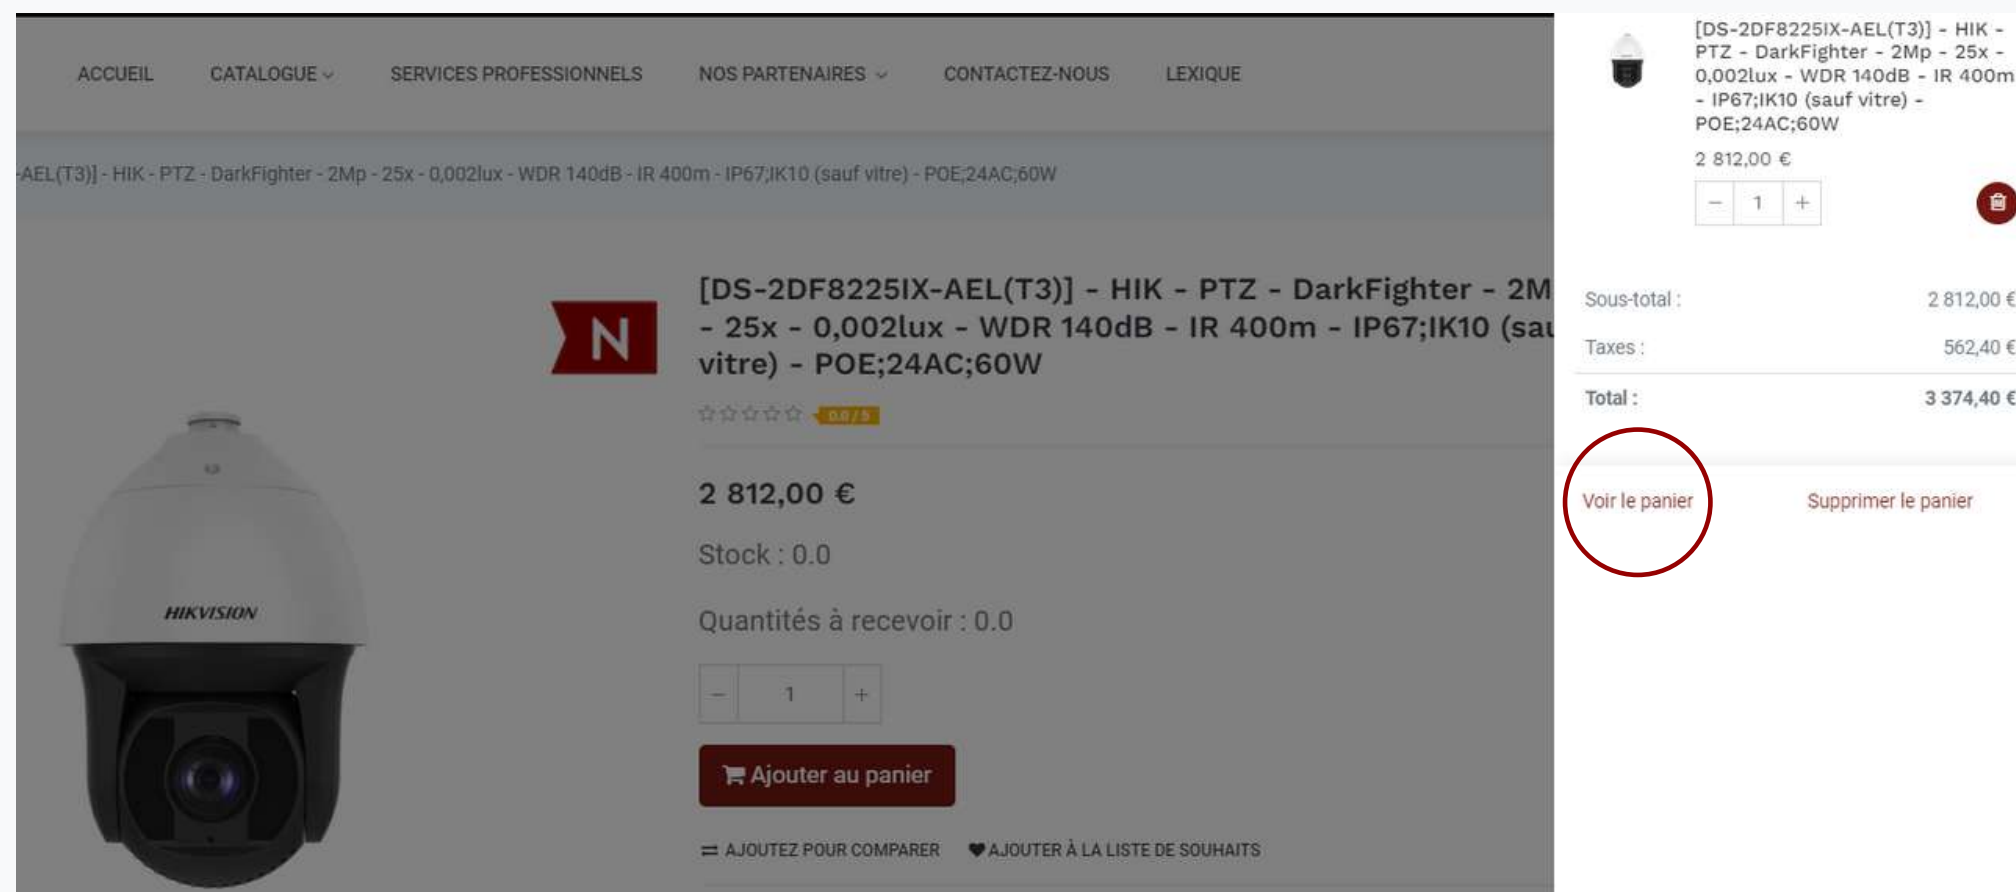 ACCUEIL CATALOGUE SERVICES PROFESSIONNELS NOS PARTENAIRES CONTACTEZ-NOUS LEXIQUE
-AEL(T3)] - HIK - PTZ - DarkFighter - 2Mp - 25x - 0,002lux - WDR 140dB - IR 400m - IP67;IK10 (sauf vitre) - POE;24AC;60W
N
[DS-2DF8225IX-AEL(T3)] - HIK - PTZ - DarkFighter - 2M
- 25x - 0,002lux - WDR 140dB - IR 400m - IP67;IK10 (sau
vitre) - POE;24AC;60W
0.0 / 5
2 812,00 €
Stock : 0.0
Quantités à recevoir : 0.0
− 1 +
Ajouter au panier
AJOUTEZ POUR COMPARER AJOUTER À LA LISTE DE SOUHAITS
HIKVISION
[DS-2DF8225IX-AEL(T3)] - HIK -
PTZ - DarkFighter - 2Mp - 25x -
0,002lux - WDR 140dB - IR 400m
- IP67;IK10 (sauf vitre) -
POE;24AC;60W
2 812,00 €
− 1 +
Sous-total : 2 812,00 €
Taxes : 562,40 €
Total : 3 374,40 €
Voir le panier Supprimer le panier